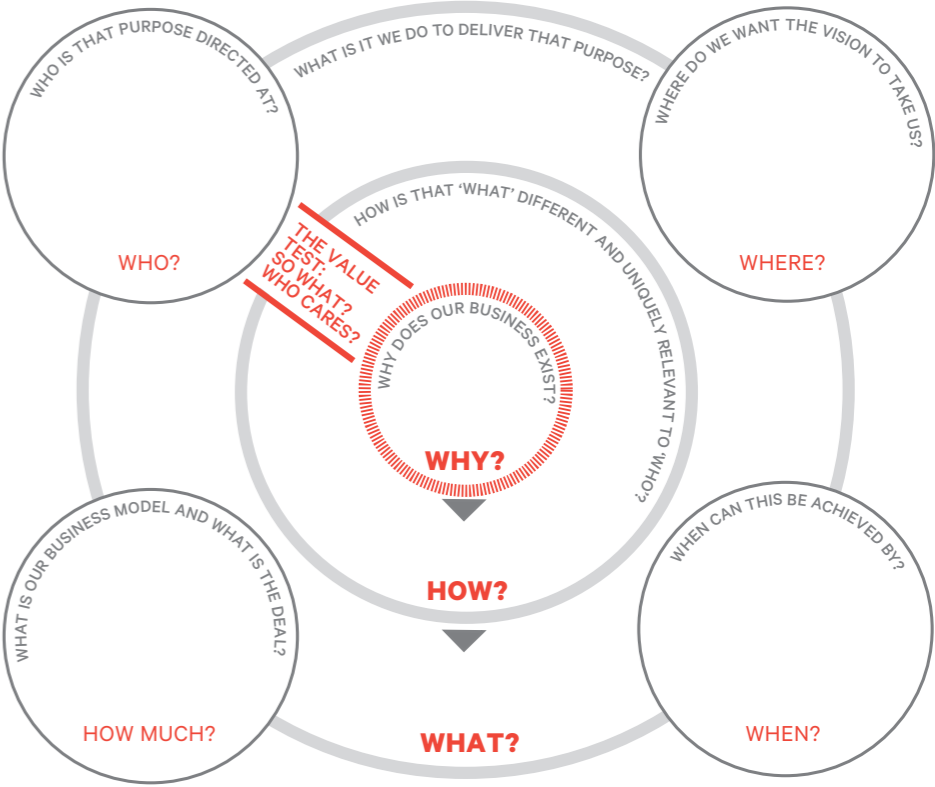 WHO IS THAT PURPOSE DIRECTED AT?
WHO?
WHAT IS IT WE DO TO DELIVER THAT PURPOSE?
WHERE DO WE WANT THE VISION TO TAKE US?
WHERE?
HOW IS THAT ‘WHAT’ DIFFERENT AND UNIQUELY RELEVANT TO ‘WHO’?
THE VALUE
TEST:
SO WHAT?
WHO CARES?
WHY DOES OUR BUSINESS EXIST?
WHY?
HOW?
WHAT?
WHAT IS OUR BUSINESS MODEL AND WHAT IS THE DEAL?
HOW MUCH?
WHEN CAN THIS BE ACHIEVED BY?
WHEN?